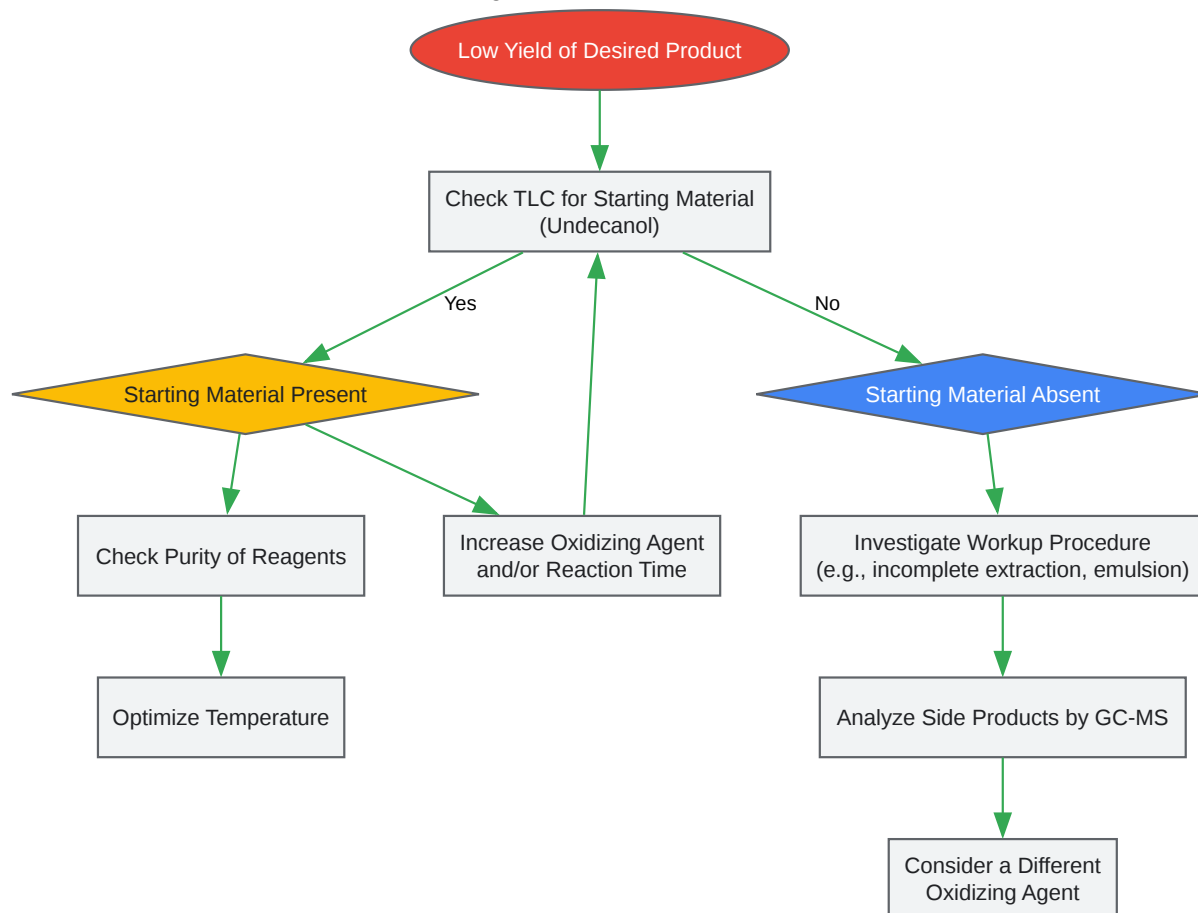 Low Yield of Desired Product
Check TLC for Starting Material
(Undecanol)
Yes
No
Starting Material Present
Starting Material Absent
Check Purity of Reagents
Increase Oxidizing Agent
and/or Reaction Time
Investigate Workup Procedure
(e.g., incomplete extraction, emulsion)
Optimize Temperature
Analyze Side Products by GC-MS
Consider a Different
Oxidizing Agent